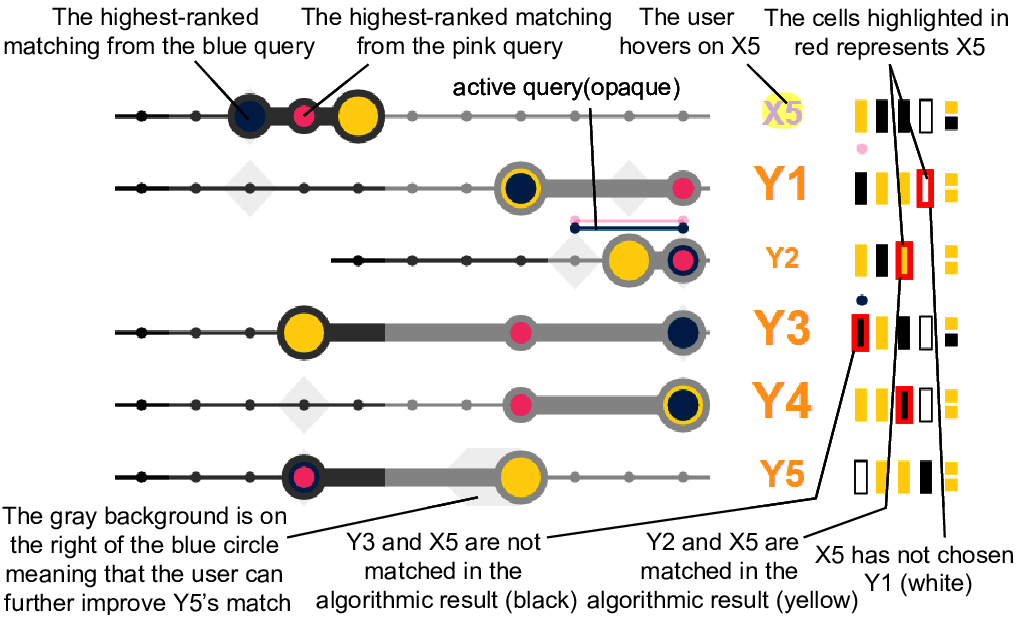 The highest-ranked
matching from the blue query
The highest-ranked matching
from the pink query
The user
hovers on X5
The cells highlighted in
red represents X5
active query(opaque)
X5
Y1
Y2
Y3
Y4
Y5
The gray background is on
the right of the blue circle
meaning that the user can
further improve Y5's match
Y3 and X5 are not
matched in the
algorithmic result (black)
Y2 and X5 are
matched in the
algorithmic result (yellow)
X5 has not chosen
Y1 (white)